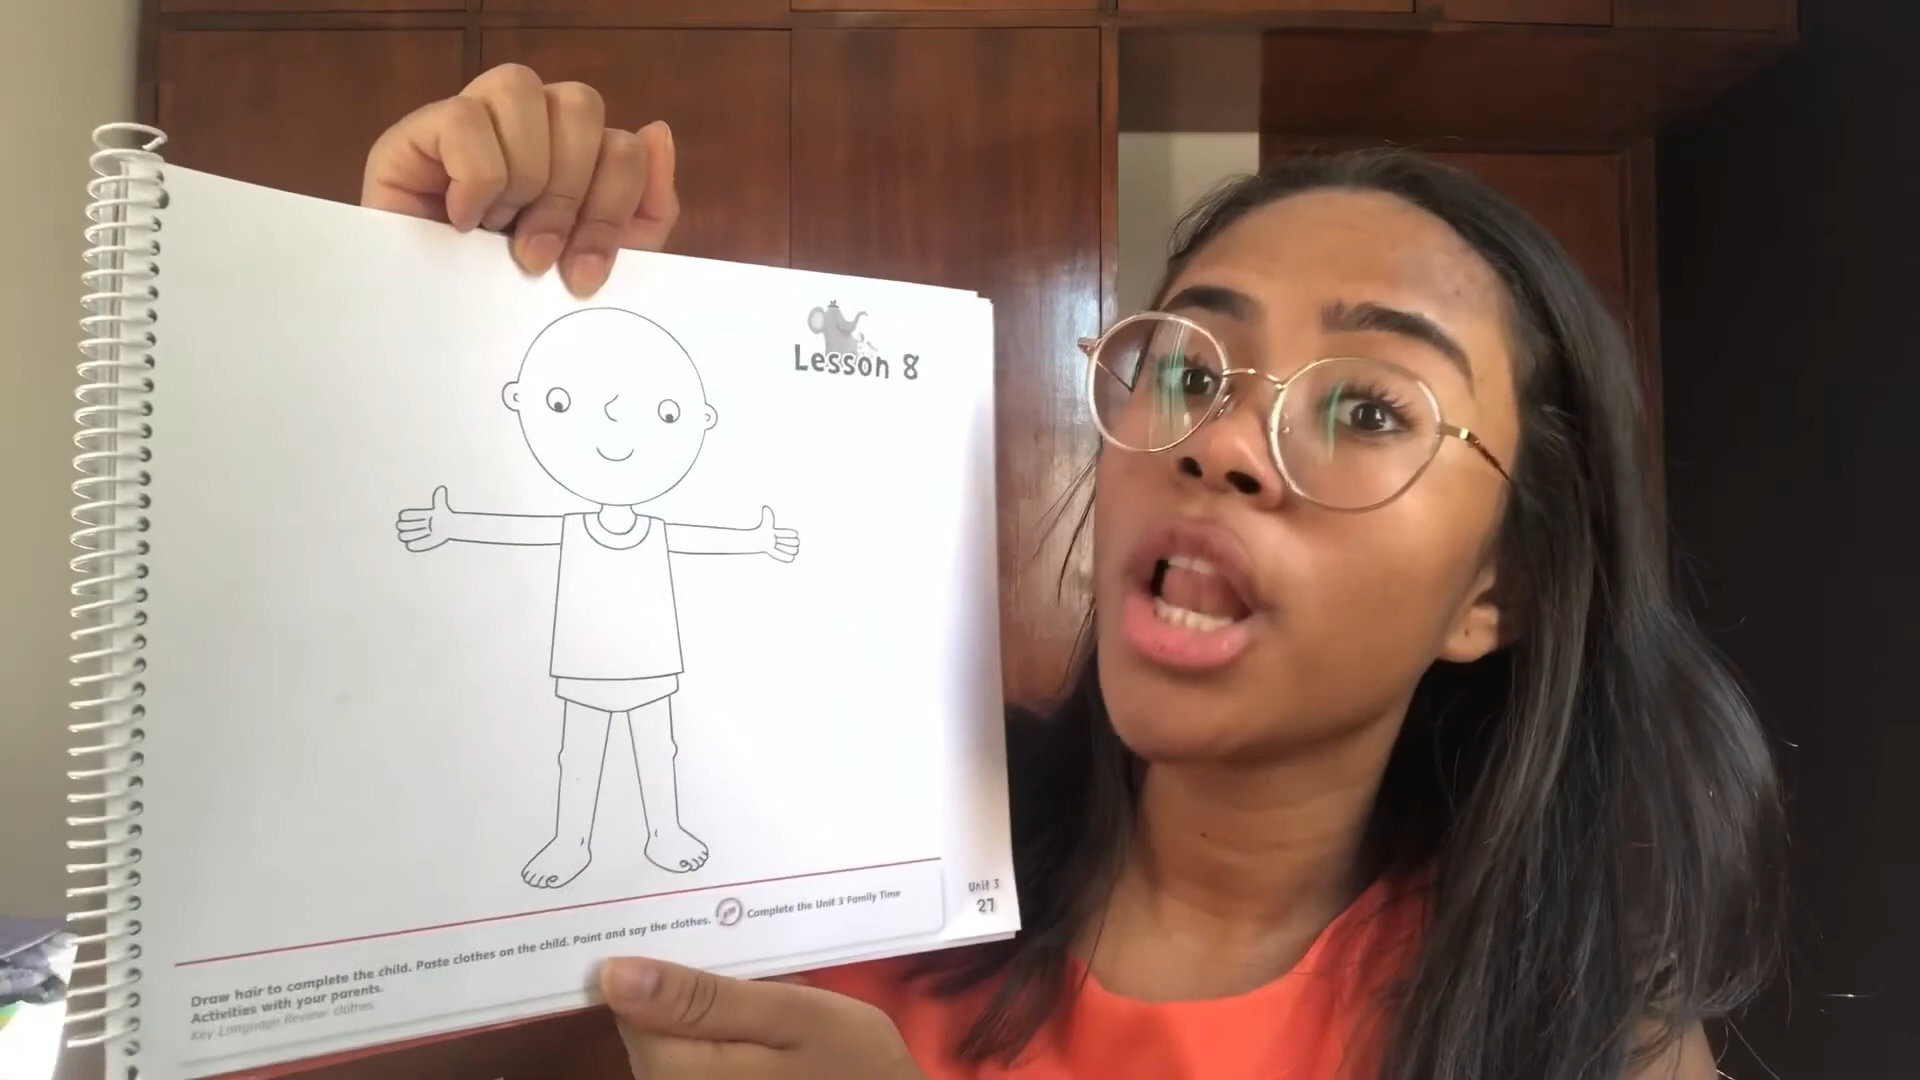 Lesson 8
Draw hair to complete the child. Paste clothes on the child. Point and say the clothes. Complete the Unit 3 Family Time
Activities with your parents.
Key Language Review: clothes
Unit 3
27